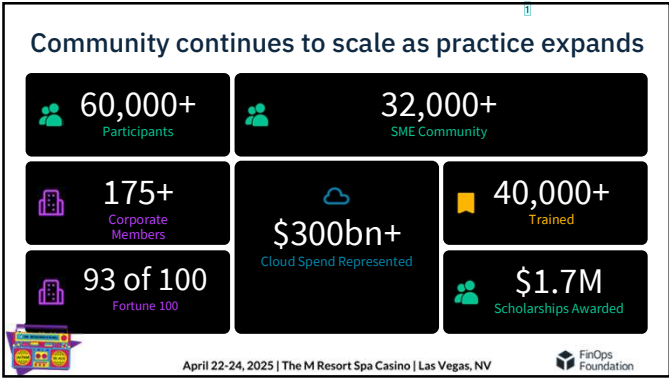 1
Community continues to scale as practice expands
60,000+
Participants
32,000+
SME Community
175+
Corporate
Members
$300bn+
Cloud Spend Represented
40,000+
Trained
93 of 100
Fortune 100
$1.7M
Scholarships Awarded
April 22-24, 2025 | The M Resort Spa Casino | Las Vegas, NV
FinOps
Foundation